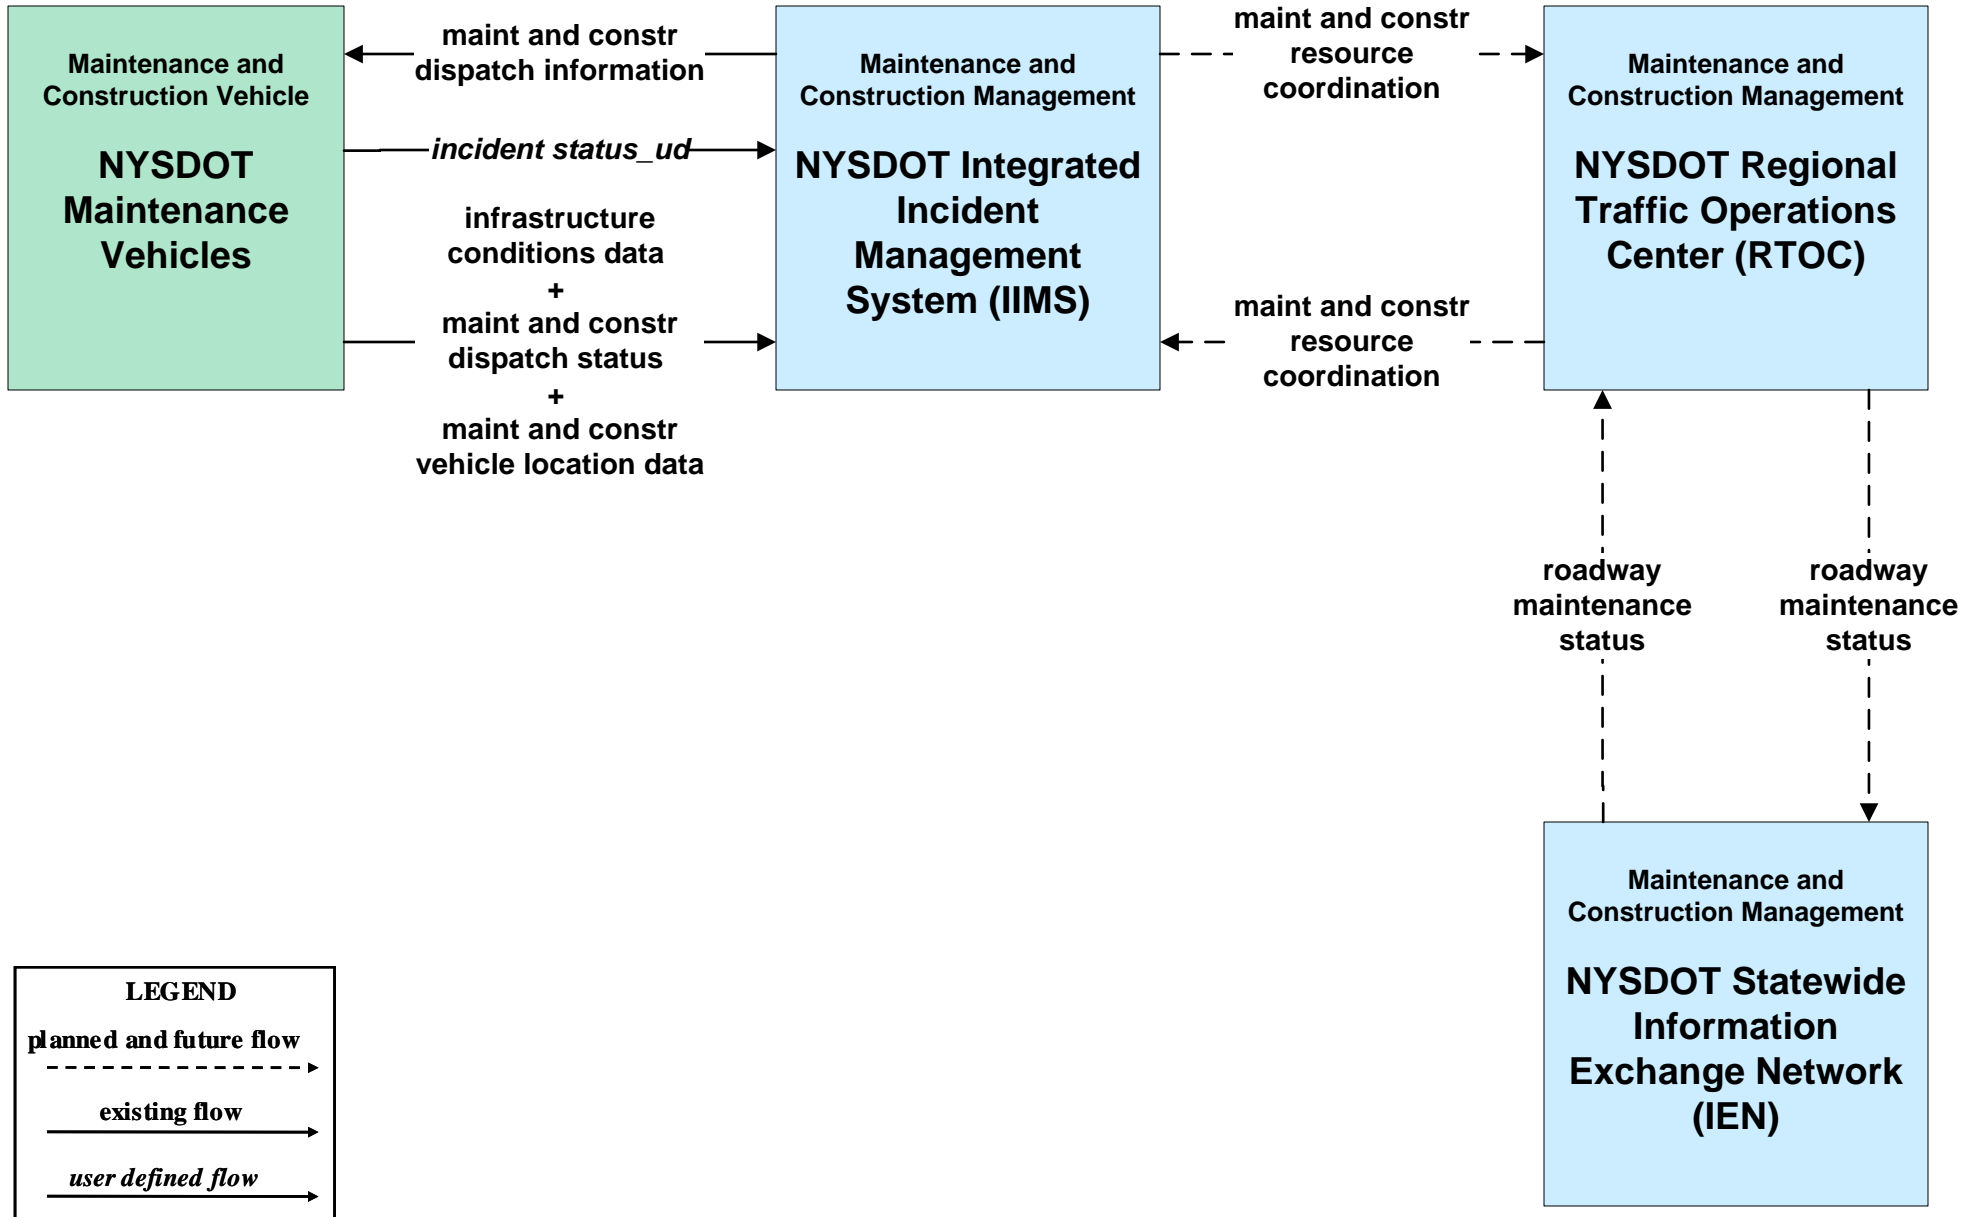 Maintenance and
Construction Vehicle
NYSDOT
Maintenance
Vehicles
maint and constr
dispatch information
incident status_ud
infrastructure
conditions data
+
maint and constr
dispatch status
+
maint and constr
vehicle location data
Maintenance and
Construction Management
NYSDOT Integrated
Incident
Management
System (IIMS)
maint and constr
resource
coordination
maint and constr
resource
coordination
Maintenance and
Construction Management
NYSDOT Regional
Traffic Operations
Center (RTOC)
roadway
maintenance
status
roadway
maintenance
status
Maintenance and
Construction Management
NYSDOT Statewide
Information
Exchange Network
(IEN)
LEGEND
planned and future flow
existing flow
user defined flow